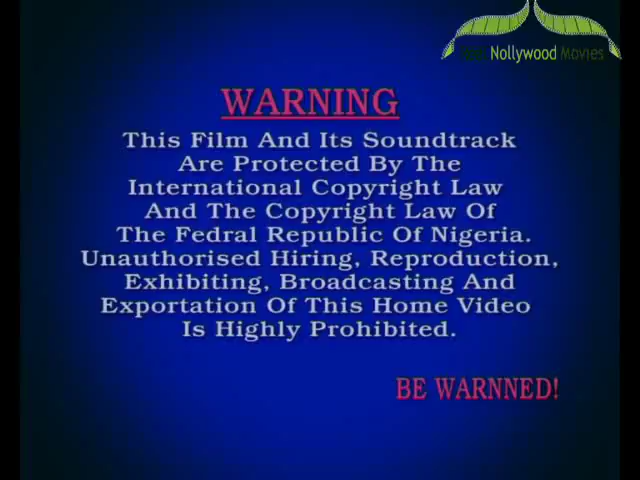 Nollywood Movies
WARNING
This Film And Its Soundtrack
Are Protected By The
International Copyright Law
And The Copyright Law Of
The Fedral Republic Of Nigeria.
Unauthorised Hiring, Reproduction,
Exhibiting, Broadcasting And
Exportation Of This Home Video
Is Highly Prohibited.
BE WARNNED!